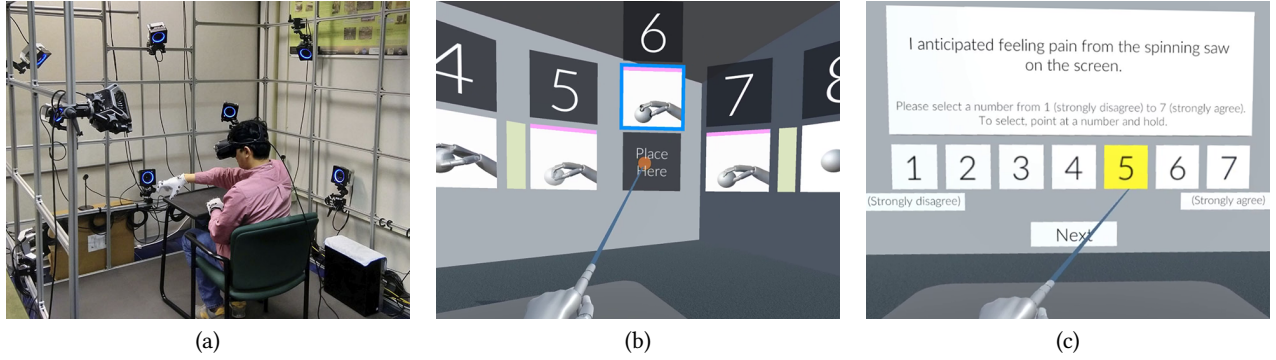 4
5
6
7
8
Place
Here
I anticipated feeling pain from the spinning saw
on the screen.
Please select a number from 1 (strongly disagree) to 7 (strongly agree).
To select, point at a number and hold.
1 2 3 4 5 6 7
(Strongly disagree) (Strongly agree)
Next
(a) (b) (c)